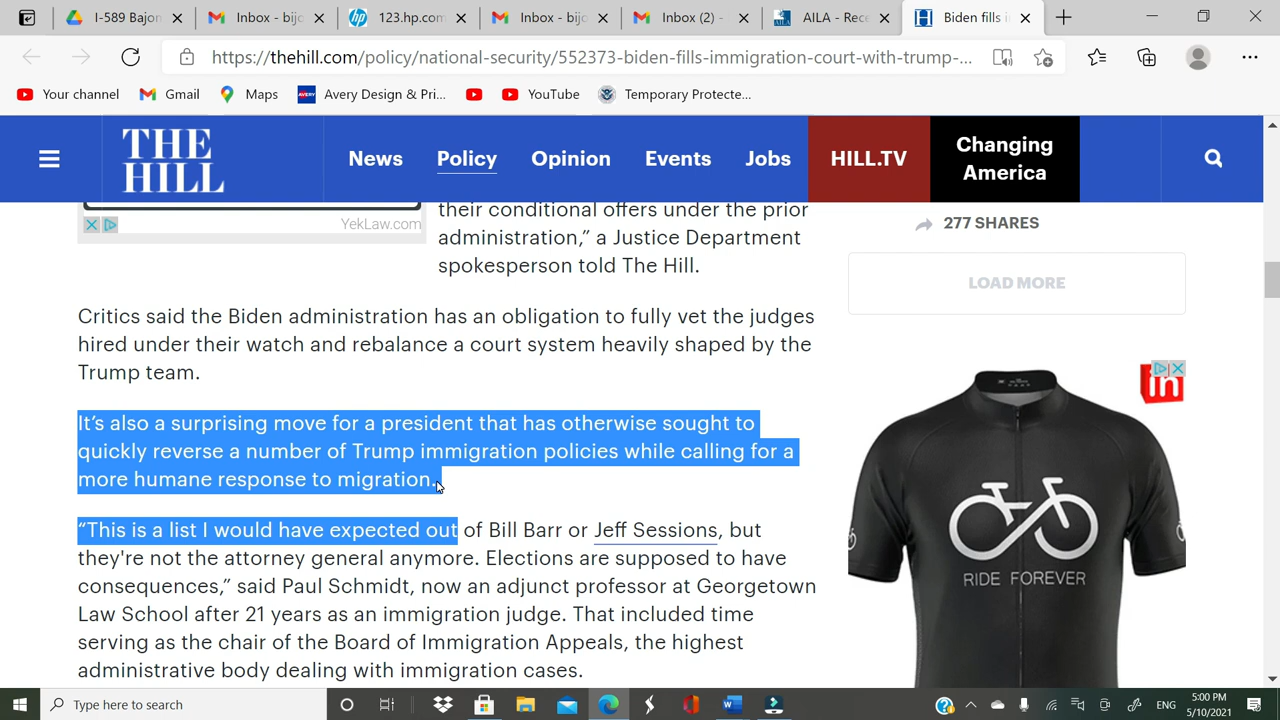 I-589 Bajon
Inbox - bijo
123.hp.com
Inbox - bijo
Inbox (2) -
AILA - Rece
Biden fills i
https://thehill.com/policy/national-security/552373-biden-fills-immigration-court-with-trump-...
Your channel
Gmail
Maps
Avery Design & Pri...
YouTube
Temporary Protecte...
THE
HILL
News
Policy
Opinion
Events
Jobs
HILL.TV
Changing
America
YekLaw.com
their conditional offers under the prior
administration,” a Justice Department
spokesperson told The Hill.
277 SHARES
LOAD MORE
Critics said the Biden administration has an obligation to fully vet the judges
hired under their watch and rebalance a court system heavily shaped by the
Trump team.
It’s also a surprising move for a president that has otherwise sought to
quickly reverse a number of Trump immigration policies while calling for a
more humane response to migration.
“This is a list I would have expected out of Bill Barr or Jeff Sessions, but
they're not the attorney general anymore. Elections are supposed to have
consequences,” said Paul Schmidt, now an adjunct professor at Georgetown
Law School after 21 years as an immigration judge. That included time
serving as the chair of the Board of Immigration Appeals, the highest
administrative body dealing with immigration cases.
in
RIDE FOREVER
Type here to search
ENG
5:00 PM
5/10/2021